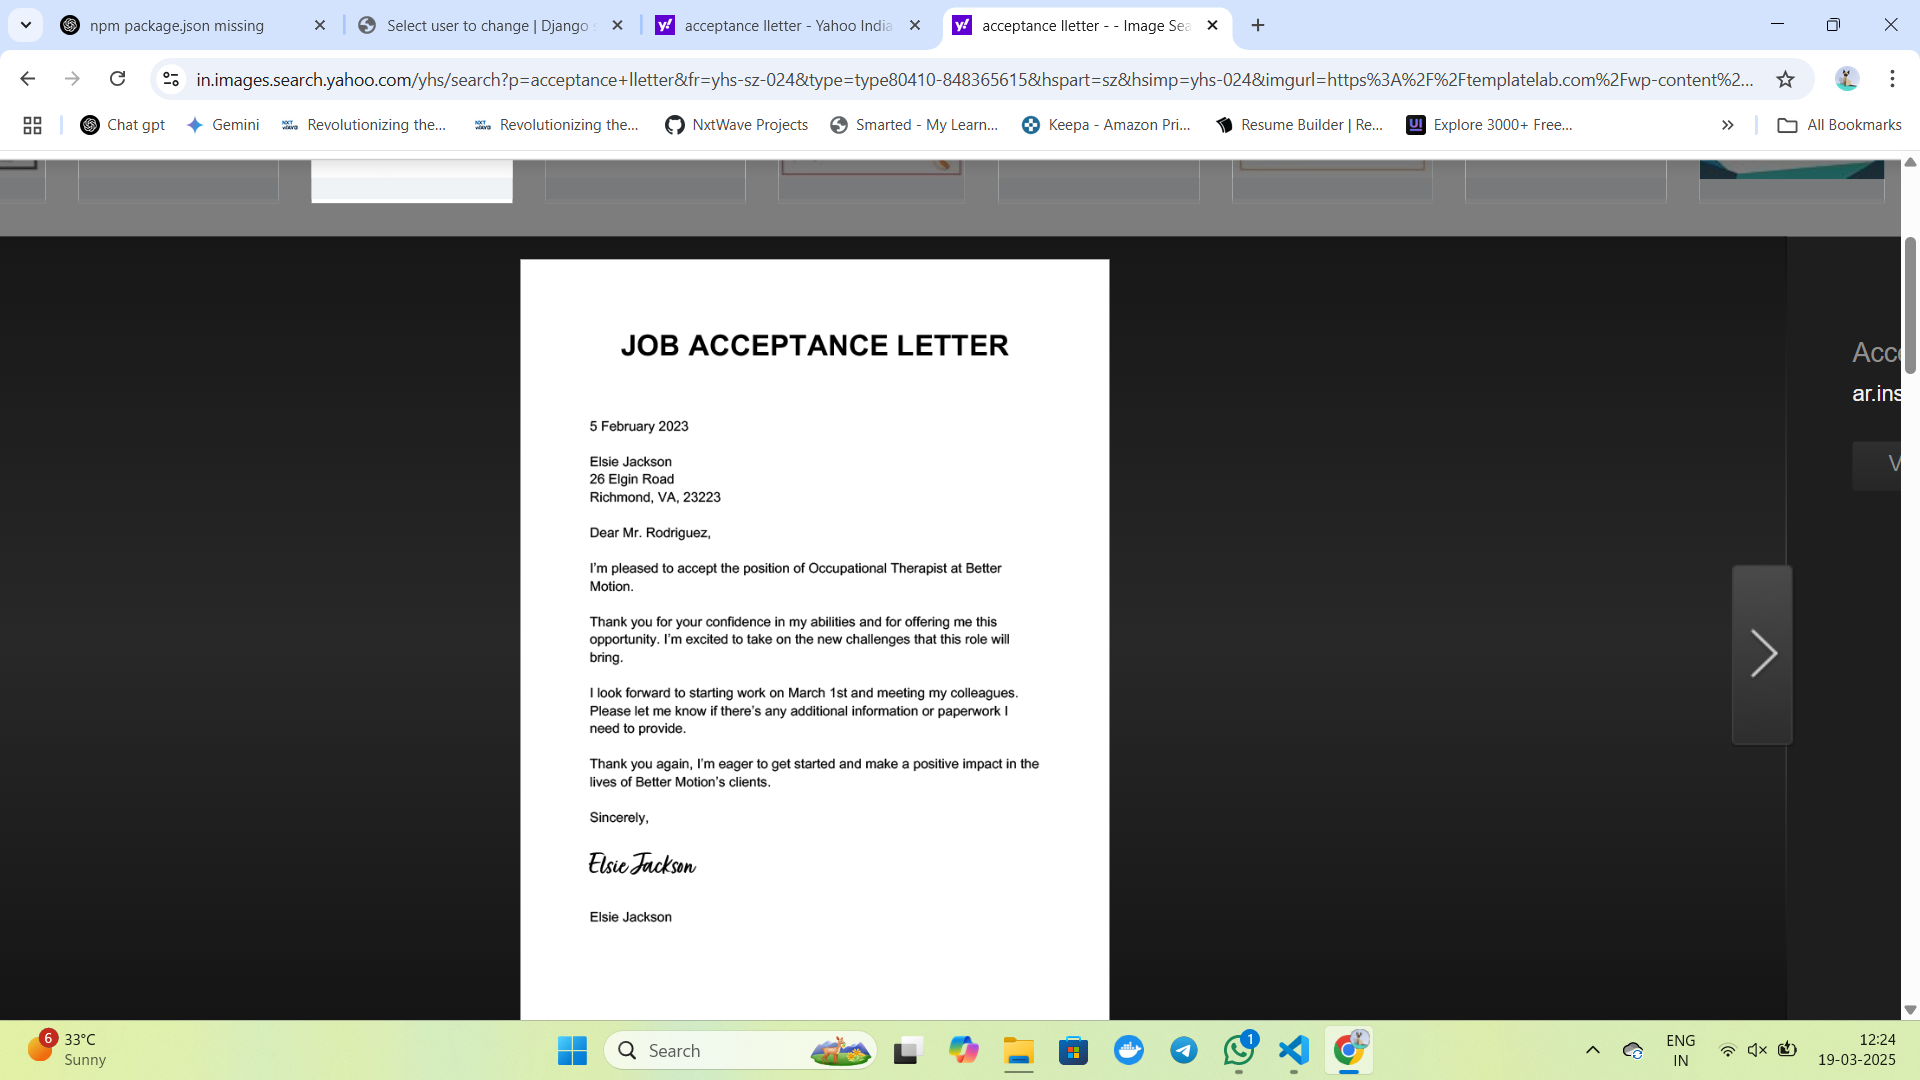 npm package.json missing
Select user to change | Django s
acceptance lletter - Yahoo India
acceptance lletter - - Image Sea
in.images.search.yahoo.com/yhs/search?p=acceptance+lletter&fr=yhs-sz-024&type=type80410-848365615&hspart=sz&hsimp=yhs-024&imgurl=https%3A%2F%2Ftemplatelab.com%2Fwp-content%2...
Chat gpt
Gemini
Revolutionizing the...
Revolutionizing the...
NxtWave Projects
Smarted - My Learn...
Keepa - Amazon Pri...
Resume Builder | Re...
Explore 3000+ Free...
All Bookmarks
JOB ACCEPTANCE LETTER
5 February 2023
Elsie Jackson
26 Elgin Road
Richmond, VA, 23223
Dear Mr. Rodriguez,
I'm pleased to accept the position of Occupational Therapist at Better
Motion.
Thank you for your confidence in my abilities and for offering me this
opportunity. I'm excited to take on the new challenges that this role will
bring.
I look forward to starting work on March 1st and meeting my colleagues.
Please let me know if there's any additional information or paperwork I
need to provide.
Thank you again, I'm eager to get started and make a positive impact in the
lives of Better Motion's clients.
Sincerely,
Elsie Jackson
Elsie Jackson
Acce
ar.ins
V
6
33°C
Sunny
Search
1
ENG
IN
12:24
19-03-2025